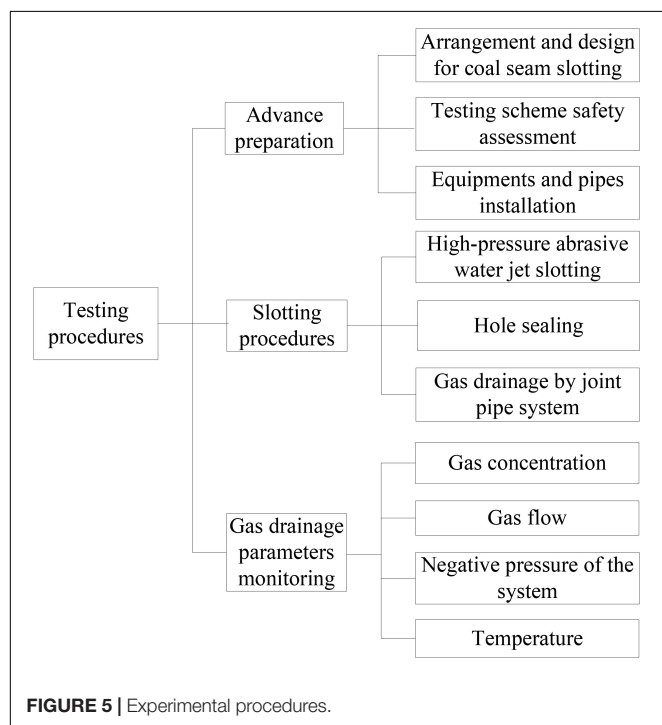 Arrangement and design
for coal seam slotting
Advance
preparation
Testing scheme safety
assessment
Equipments and pipes
installation
High-pressure abrasive
water jet slotting
Testing
procedures
Slotting
procedures
Hole sealing
Gas drainage by joint
pipe system
Gas concentration
Gas flow
Gas drainage
parameters
monitoring
Negative pressure of the
system
Temperature
FIGURE 5 | Experimental procedures.